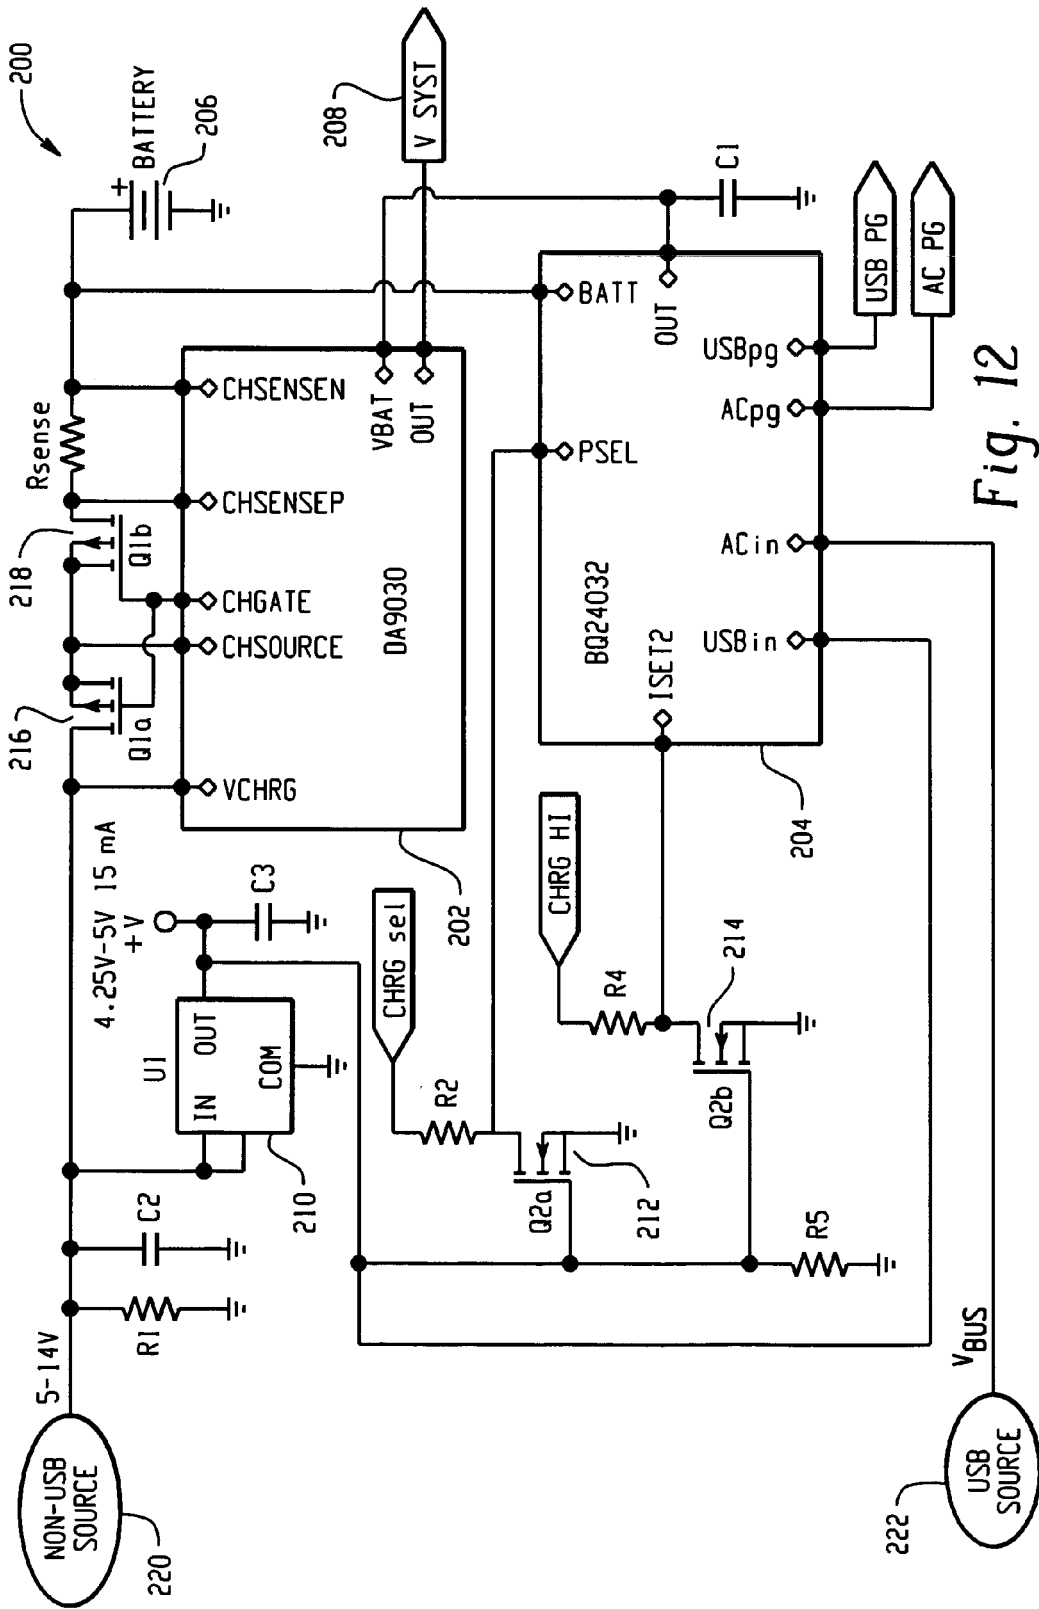 200
BATTERY
+
206
208
V SYST
Rsense
218
Q1b
216
Q1a
CHSENSEN
CHSENSEP
CHGATE
CHSOURCE
VCHRG
VBAT
OUT
DA9030
202
4.25V-5V 15 mA
+V
C3
U1
IN
OUT
COM
210
5-14V
C2
R1
NON-USB
SOURCE
220
CHRG sel
R2
Q2a
212
CHRG HI
R4
214
Q2b
R5
BATT
OUT
C1
PSEL
BQ24032
ISET2
USBpg
ACpg
ACin
USBin
204
USB PG
AC PG
VBUS
USB
SOURCE
222
Fig. 12